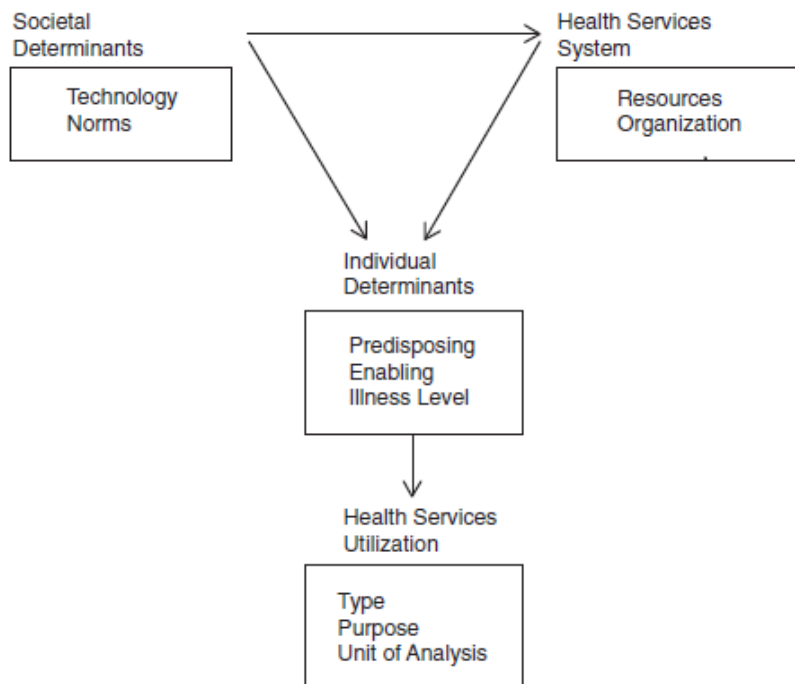 Societal
Determinants
Technology
Norms
Health Services
System
Resources
Organization
Individual
Determinants
Predisposing
Enabling
Illness Level
Health Services
Utilization
Type
Purpose
Unit of Analysis